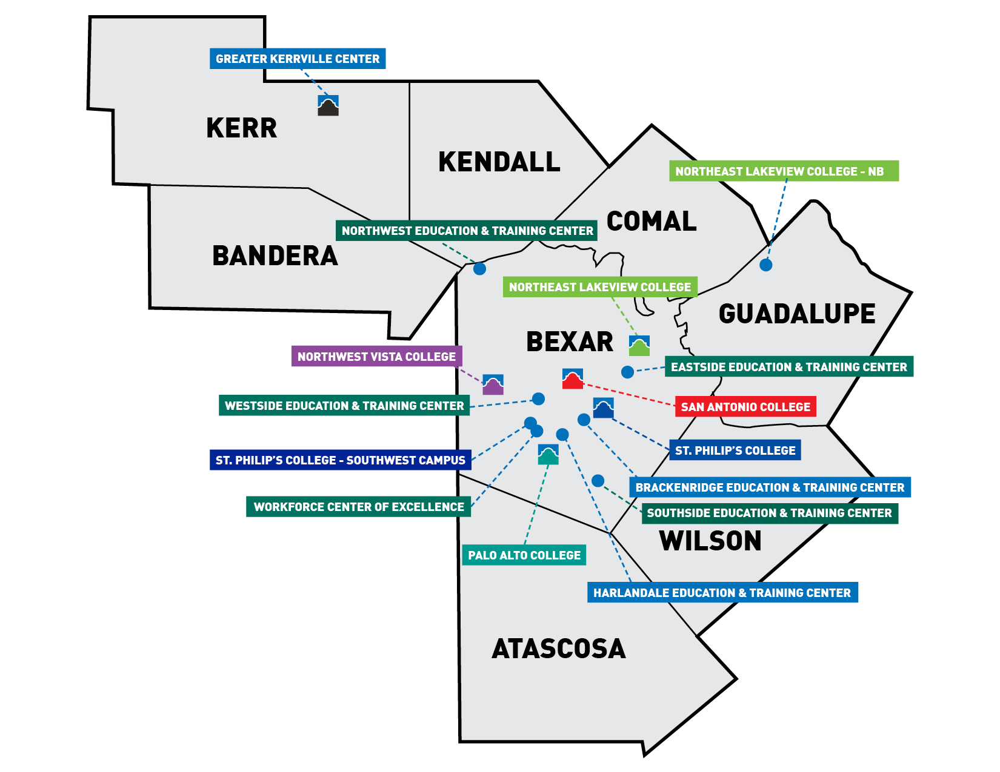 GREATER KERRVILLE CENTER
KERR
KENDALL
NORTHEAST LAKEVIEW COLLEGE - NB
COMAL
NORTHWEST EDUCATION & TRAINING CENTER
BANDERA
NORTHEAST LAKEVIEW COLLEGE
GUADALUPE
BEXAR
NORTHWEST VISTA COLLEGE
EASTSIDE EDUCATION & TRAINING CENTER
WESTSIDE EDUCATION & TRAINING CENTER
SAN ANTONIO COLLEGE
ST. PHILIP'S COLLEGE
ST. PHILIP'S COLLEGE - SOUTHWEST CAMPUS
BRACKENRIDGE EDUCATION & TRAINING CENTER
WORKFORCE CENTER OF EXCELLENCE
SOUTHSIDE EDUCATION & TRAINING CENTER
WILSON
PALO ALTO COLLEGE
HARLANDALE EDUCATION & TRAINING CENTER
ATASCOSA